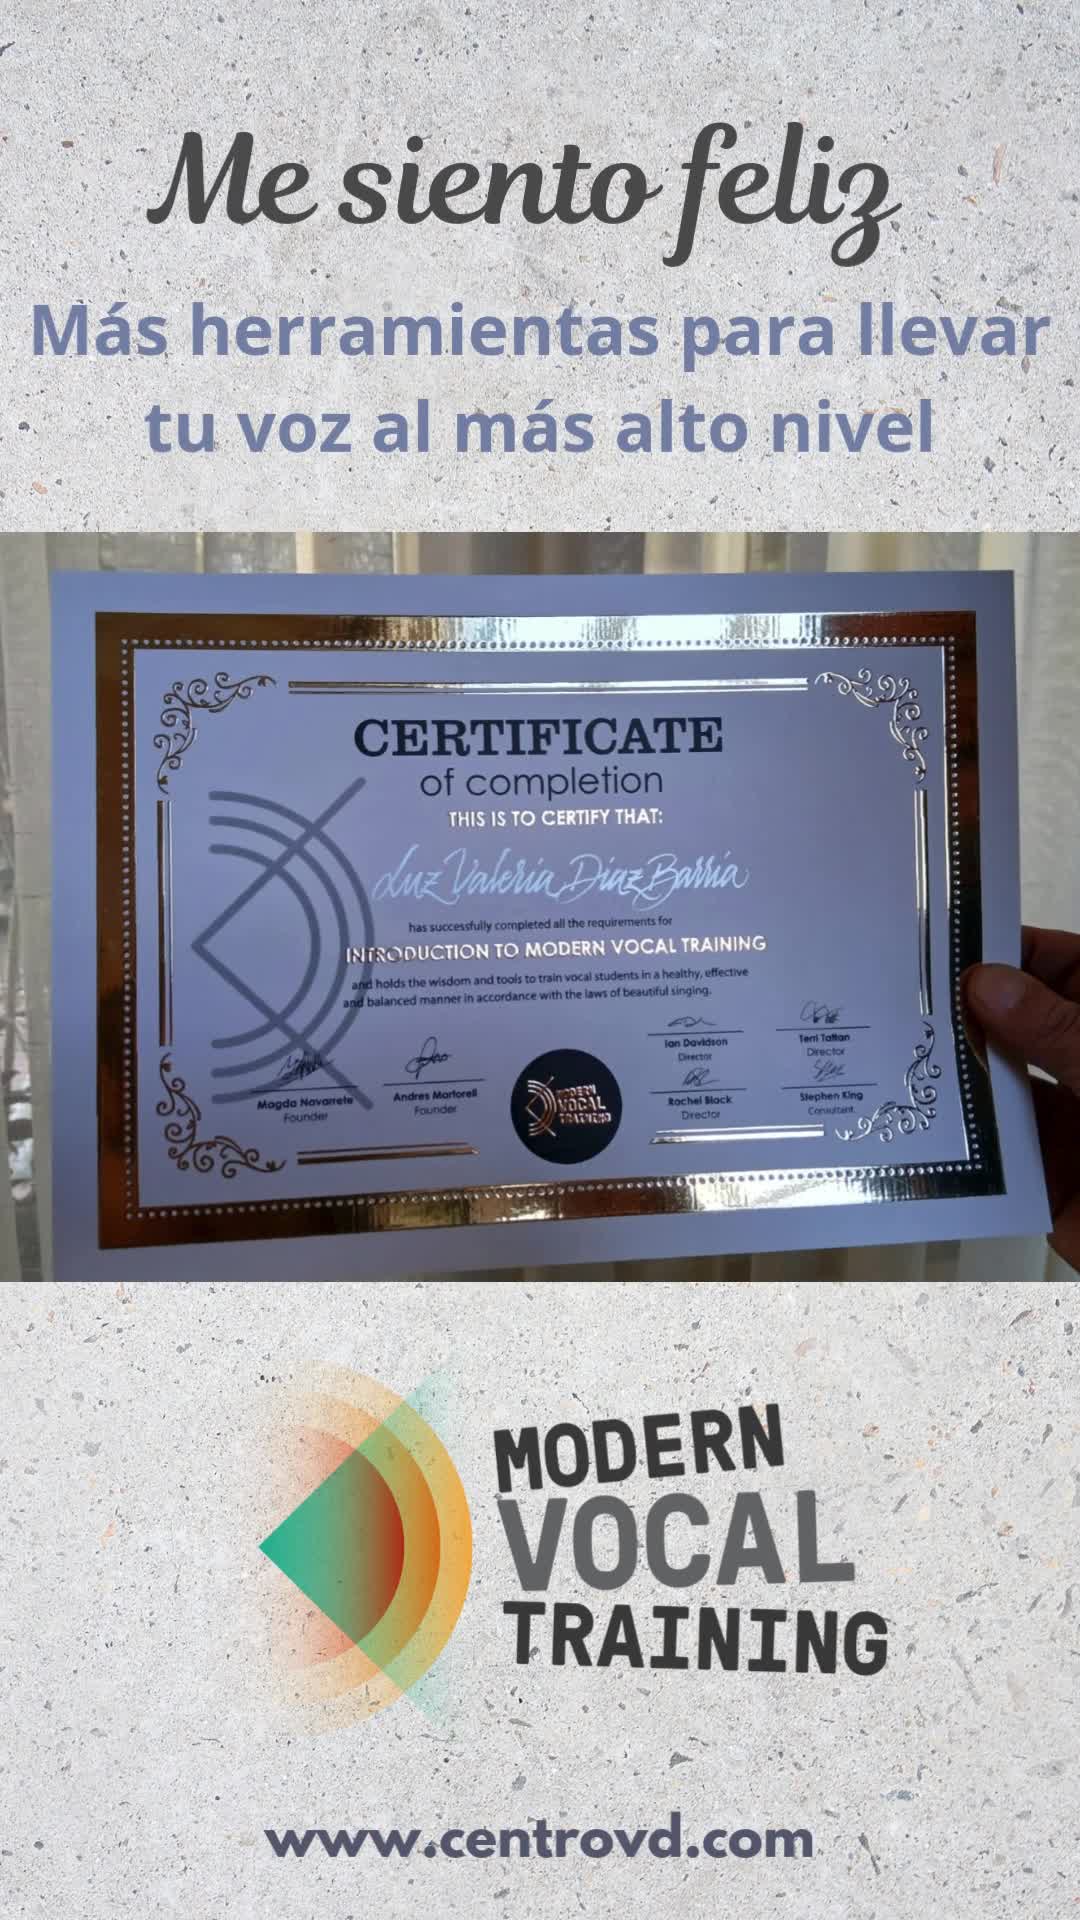 Me siento feliz
Más herramientas para llevar
tu voz al más alto nivel
CERTIFICATE
of completion
THIS IS TO CERTIFY THAT:
Luz Valeria Díaz Barría
has successfully completed all the requirements for
INTRODUCTION TO MODERN VOCAL TRAINING
and holds the wisdom and tools to train vocal students in a healthy, effective
and balanced manner in accordance with the laws of beautiful singing.
Magda Navarrete
Founder
Andres Martorell
Founder
Ian Davidson
Director
Terri Tattan
Director
Rachel Black
Director
Stephen King
Consultant
MODERN
VOCAL
TRAINING
MODERN
VOCAL
TRAINING
www.centrovd.com